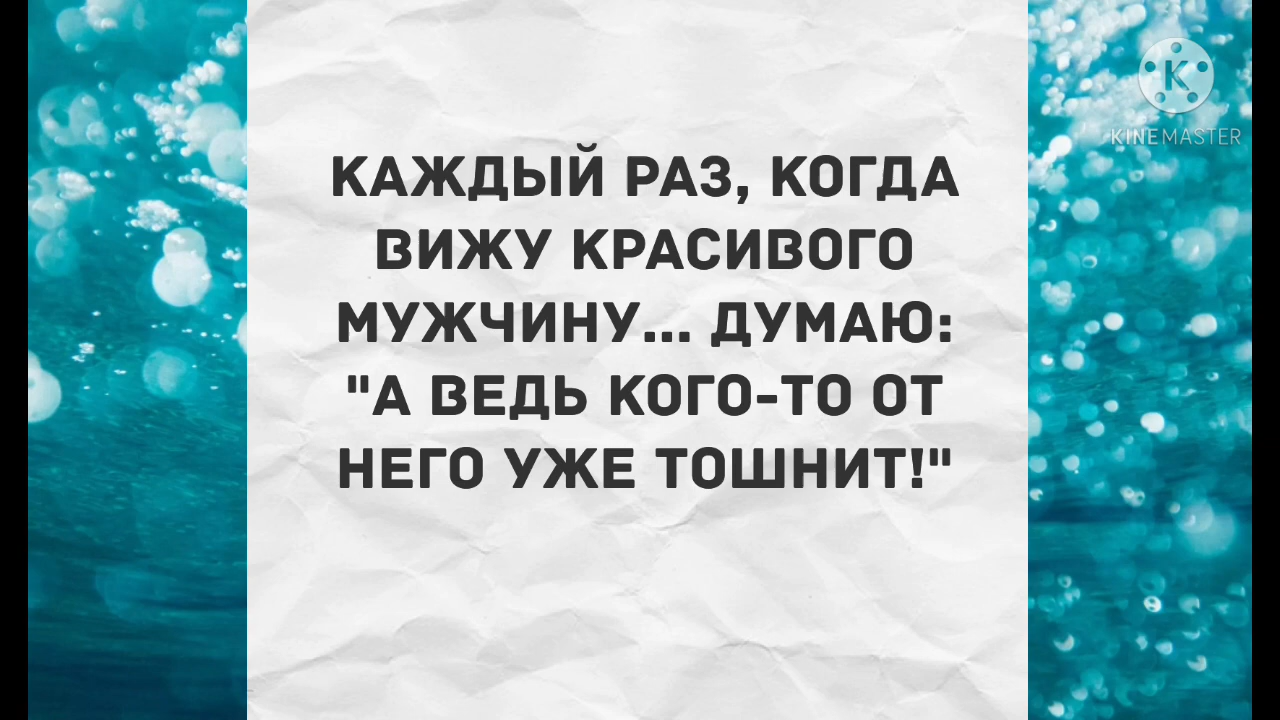 КАЖДЫЙ РАЗ, КОГДА
ВИЖУ КРАСИВОГО
МУЖЧИНУ... ДУМАЮ:
"А ВЕДЬ КОГО-ТО ОТ
НЕГО УЖЕ ТОШНИТ!"
K
KINEMASTER